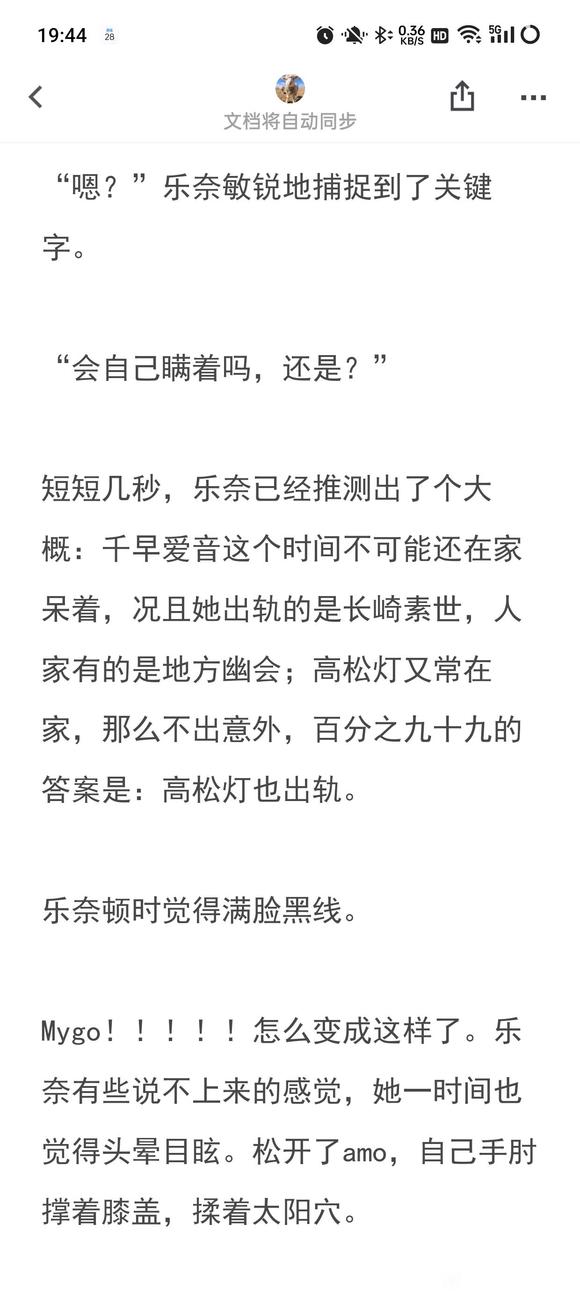 19:44
28
0.36
KB/S
HD
5G
文档将自动同步
“嗯？”乐奈敏锐地捕捉到了关键
字。
“会自己瞒着吗，还是？”
短短几秒，乐奈已经推测出了个大
概：千早爱音这个时间不可能还在家
呆着，况且她出轨的是长崎素世，人
家有的是地方幽会；高松灯又常在
家，那么不出意外，百分之九十九的
答案是：高松灯也出轨。
乐奈顿时觉得满脸黑线。
Mygo！！！！！怎么变成这样了。乐
奈有些说不上来的感觉，她一时间也
觉得头晕目眩。松开了amo，自己手肘
撑着膝盖，揉着太阳穴。